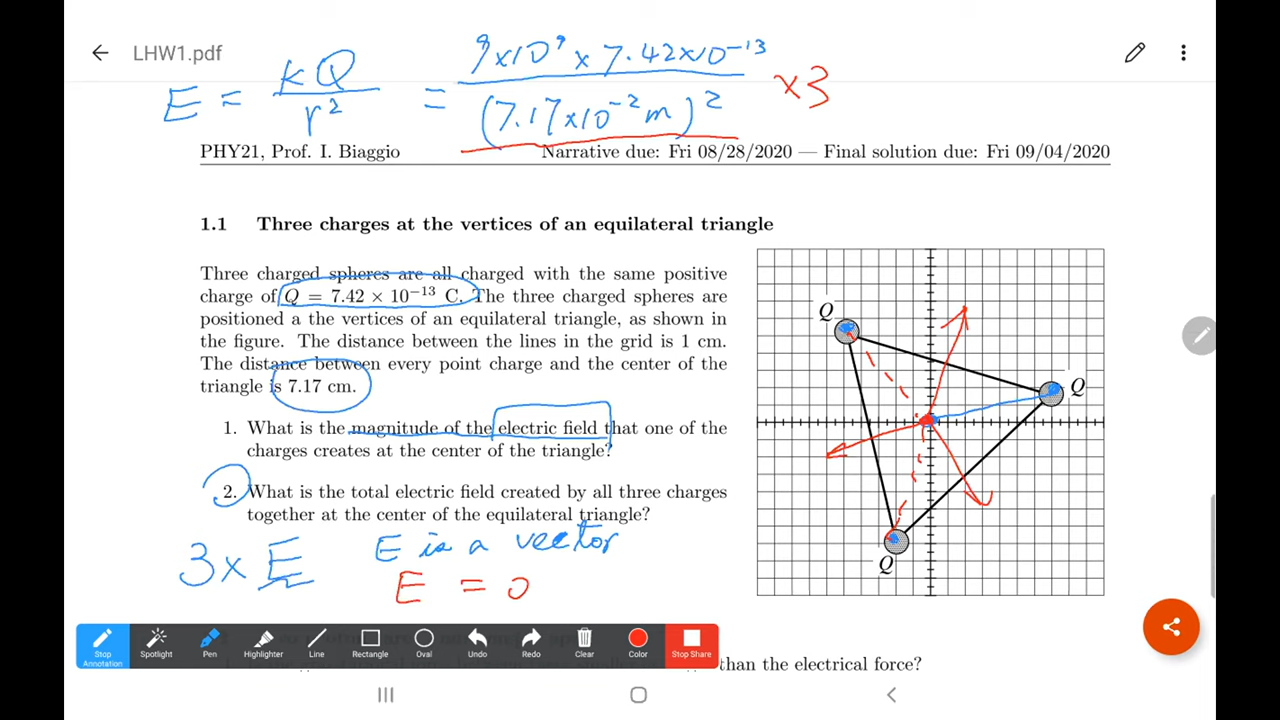 LHW1.pdf
E = kQ / r² = 9×10⁹ × 7.42×10⁻¹³ / (7.17×10⁻² m)² ×3
PHY21, Prof. I. Biaggio Narrative due: Fri 08/28/2020 — Final solution due: Fri 09/04/2020
1.1 Three charges at the vertices of an equilateral triangle
Three charged spheres are all charged with the same positive
charge of Q = 7.42 × 10⁻¹³ C. The three charged spheres are
positioned a the vertices of an equilateral triangle, as shown in
the figure. The distance between the lines in the grid is 1 cm.
The distance between every point charge and the center of the
triangle is 7.17 cm.
1. What is the magnitude of the electric field that one of the
charges creates at the center of the triangle?
2. What is the total electric field created by all three charges
together at the center of the equilateral triangle?
3× E E is a vector
E = 0
Q
Q
Q
than the electrical force?
Stop Annotation Spotlight Pen Highlighter Line Rectangle Oval Undo Redo Clear Color Stop Share